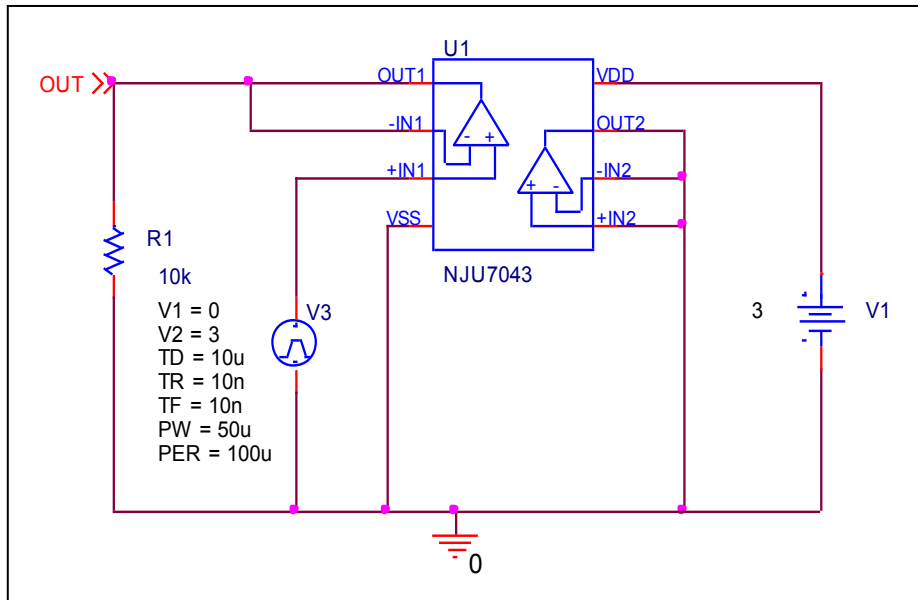 U1
OUT
OUT1
VDD
-IN1
OUT2
- +
+IN1
-IN2
+ -
VSS
+IN2
R1
NJU7043
10k
V1 = 0
V2 = 3
TD = 10u
TR = 10n
TF = 10n
PW = 50u
PER = 100u
V3
3
V1
0